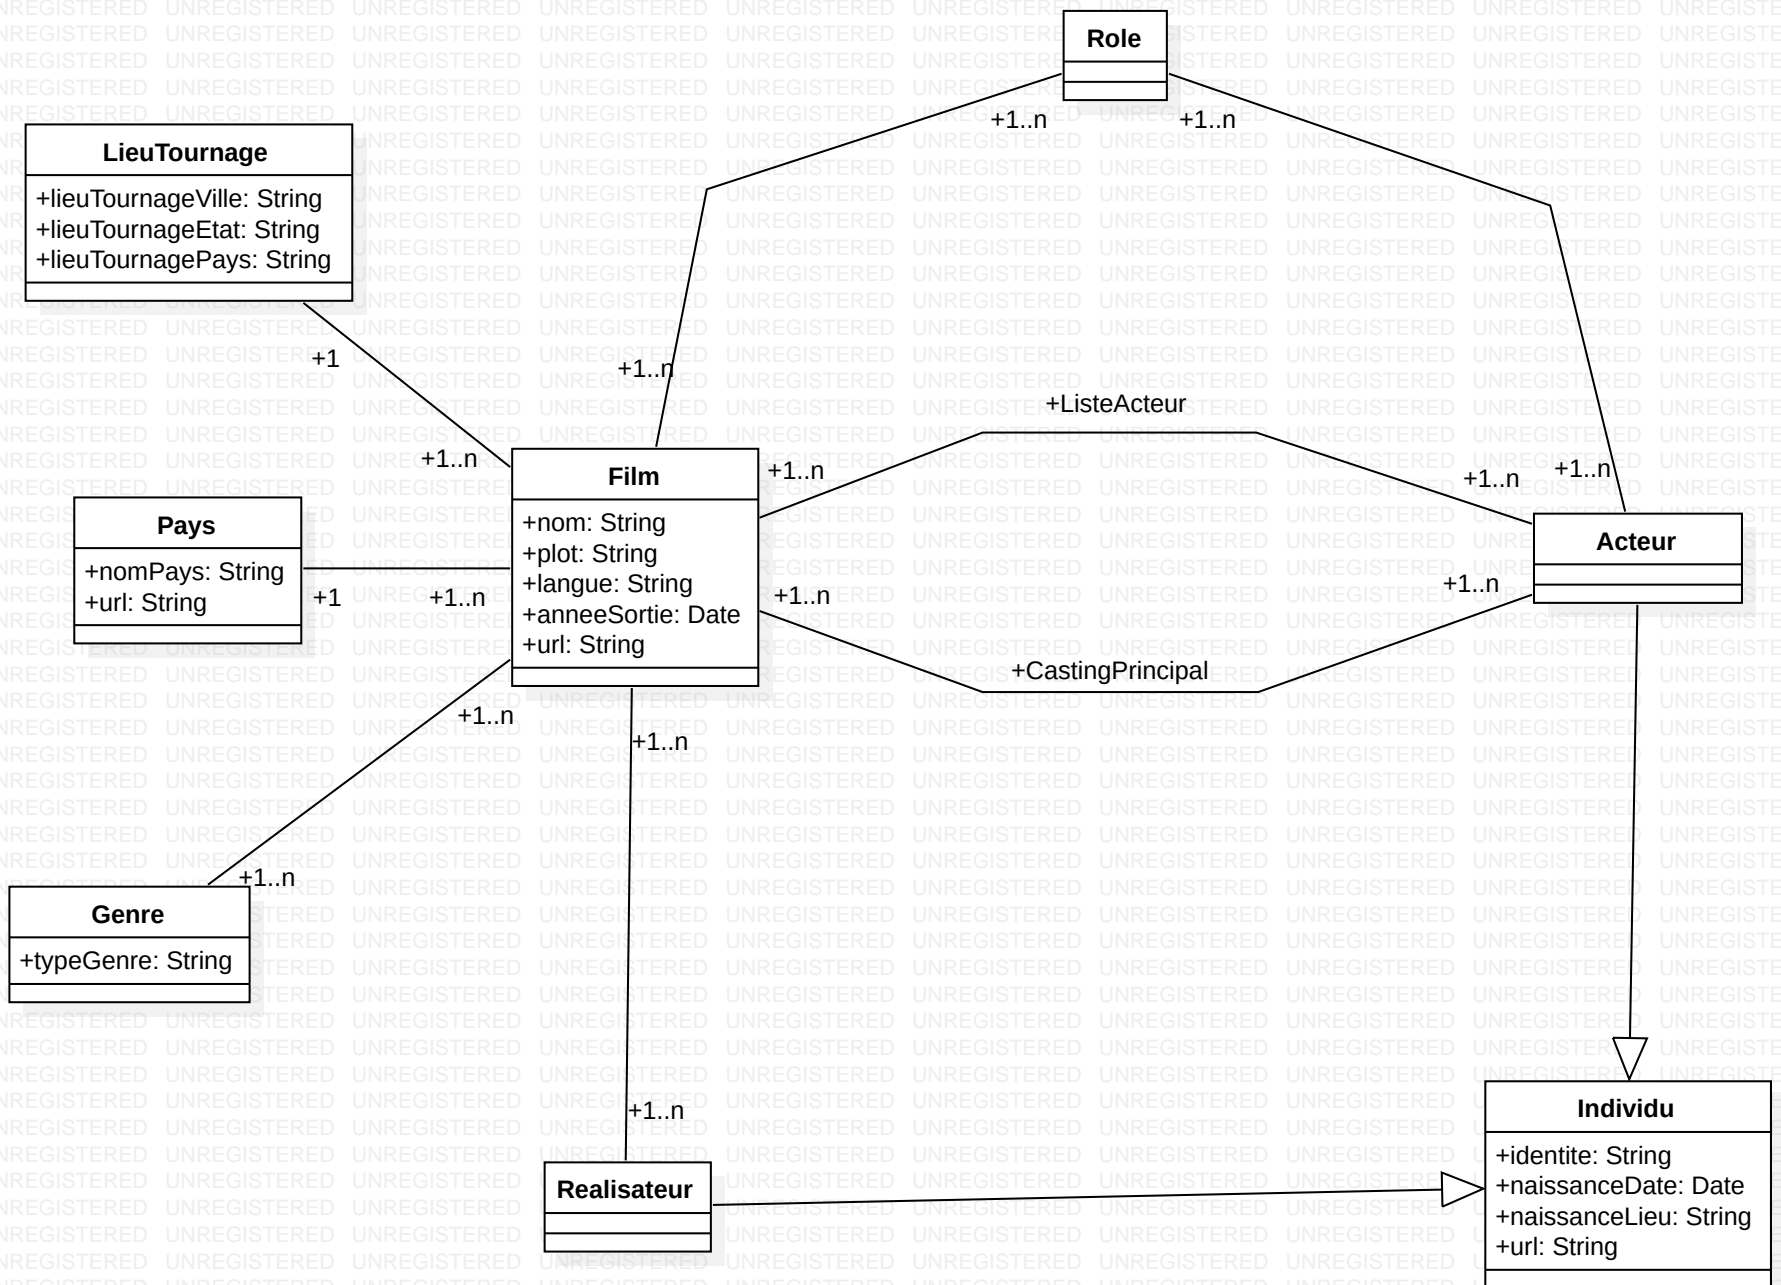 Role
+1..n
+1..n
LieuTournage
+lieuTournageVille: String
+lieuTournageEtat: String
+lieuTournagePays: String
+1
+1..n
+1..n
+ListeActeur
+1..n
+1..n
+1..n
Film
+nom: String
+plot: String
+langue: String
+anneeSortie: Date
+url: String
Pays
+nomPays: String
+url: String
+1
+1..n
Acteur
+1..n
+1..n
+CastingPrincipal
+1..n
+1..n
Genre
+typeGenre: String
+1..n
+1..n
Realisateur
Individu
+identite: String
+naissanceDate: Date
+naissanceLieu: String
+url: String
UNREGISTERED